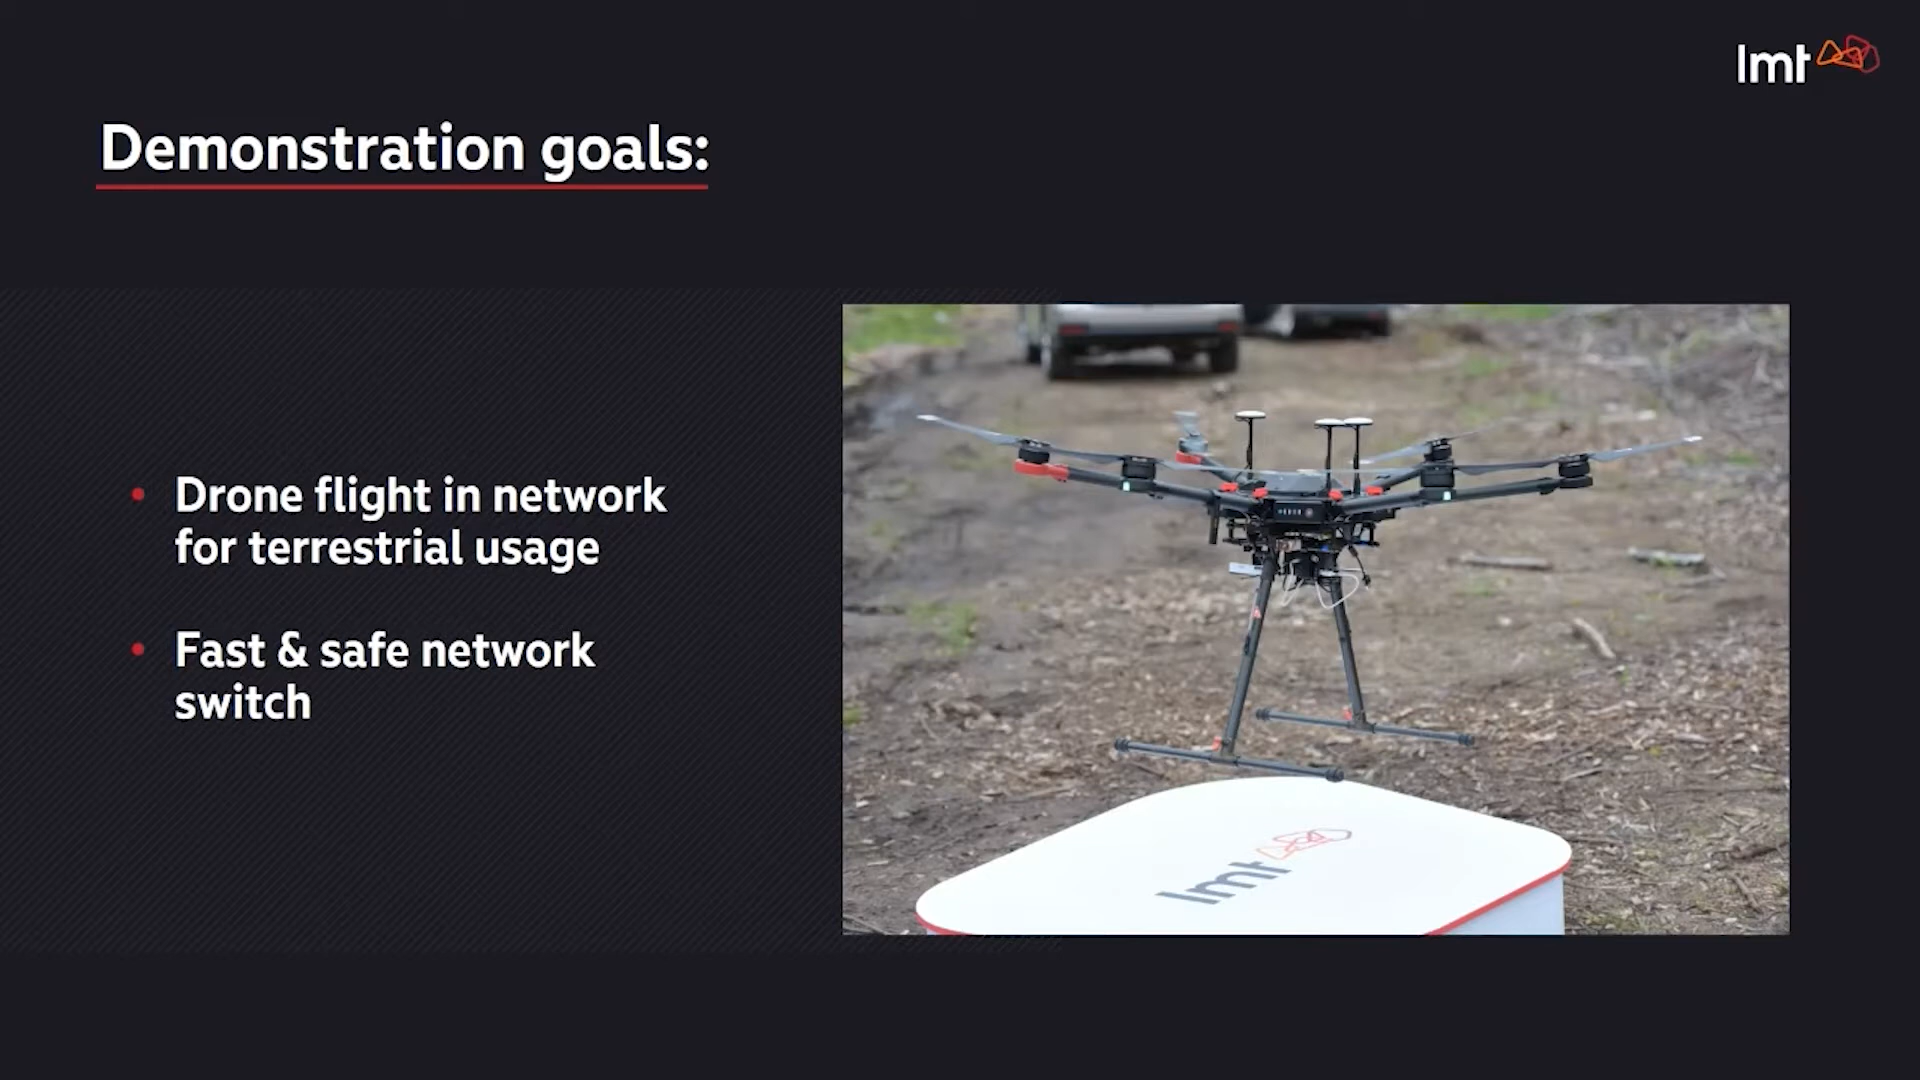 lmt
Demonstration goals:
Drone flight in network
for terrestrial usage
Fast & safe network
switch
lmt